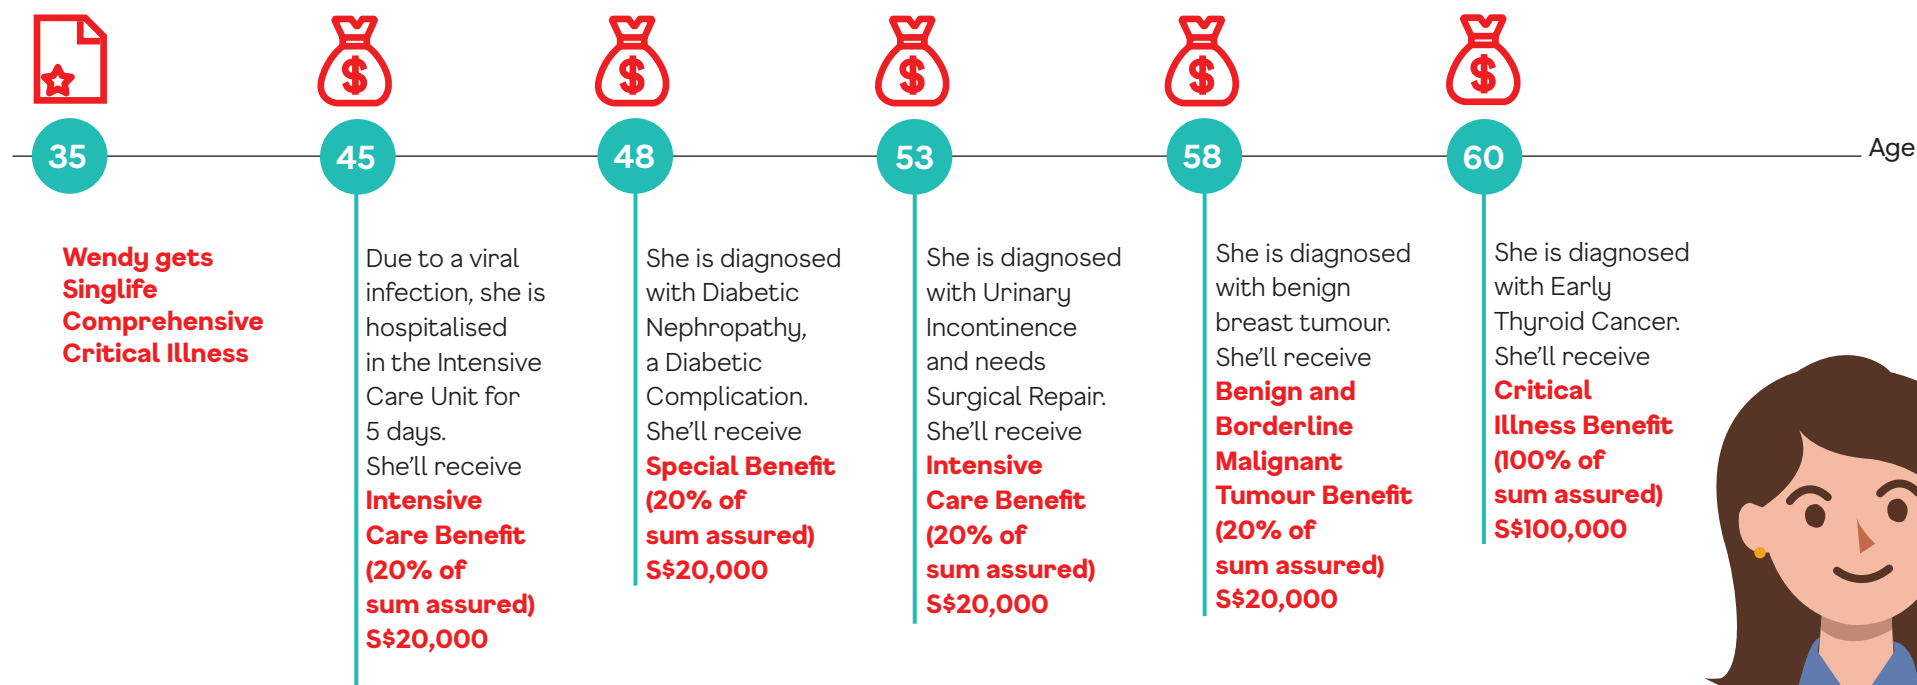 $
$
$
$
$
35
45
48
53
58
60
Age
Wendy gets
Singlife
Comprehensive
Critical Illness
Due to a viral
infection, she is
hospitalised
in the Intensive
Care Unit for
5 days.
She'll receive
Intensive
Care Benefit
(20% of
sum assured)
S$20,000
She is diagnosed
with Diabetic
Nephropathy,
a Diabetic
Complication.
She'll receive
Special Benefit
(20% of
sum assured)
S$20,000
She is diagnosed
with Urinary
Incontinence
and needs
Surgical Repair.
She'll receive
Intensive
Care Benefit
(20% of
sum assured)
S$20,000
She is diagnosed
with benign
breast tumour.
She'll receive
Benign and
Borderline
Malignant
Tumour Benefit
(20% of
sum assured)
S$20,000
She is diagnosed
with Early
Thyroid Cancer.
She'll receive
Critical
Illness Benefit
(100% of
sum assured)
S$100,000